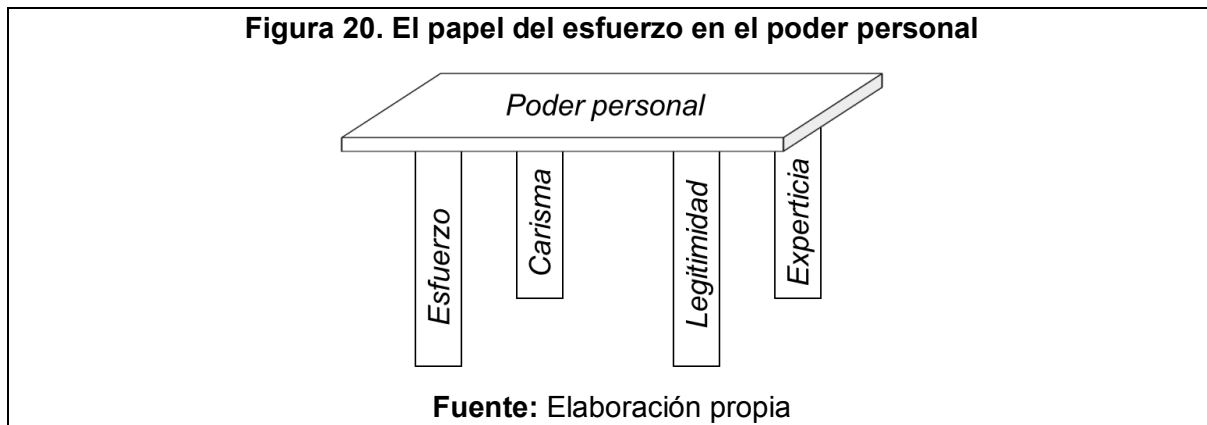 Figura 20. El papel del esfuerzo en el poder personal
Poder personal
Esfuerzo
Carisma
Legitimidad
Experticia
Fuente: Elaboración propia